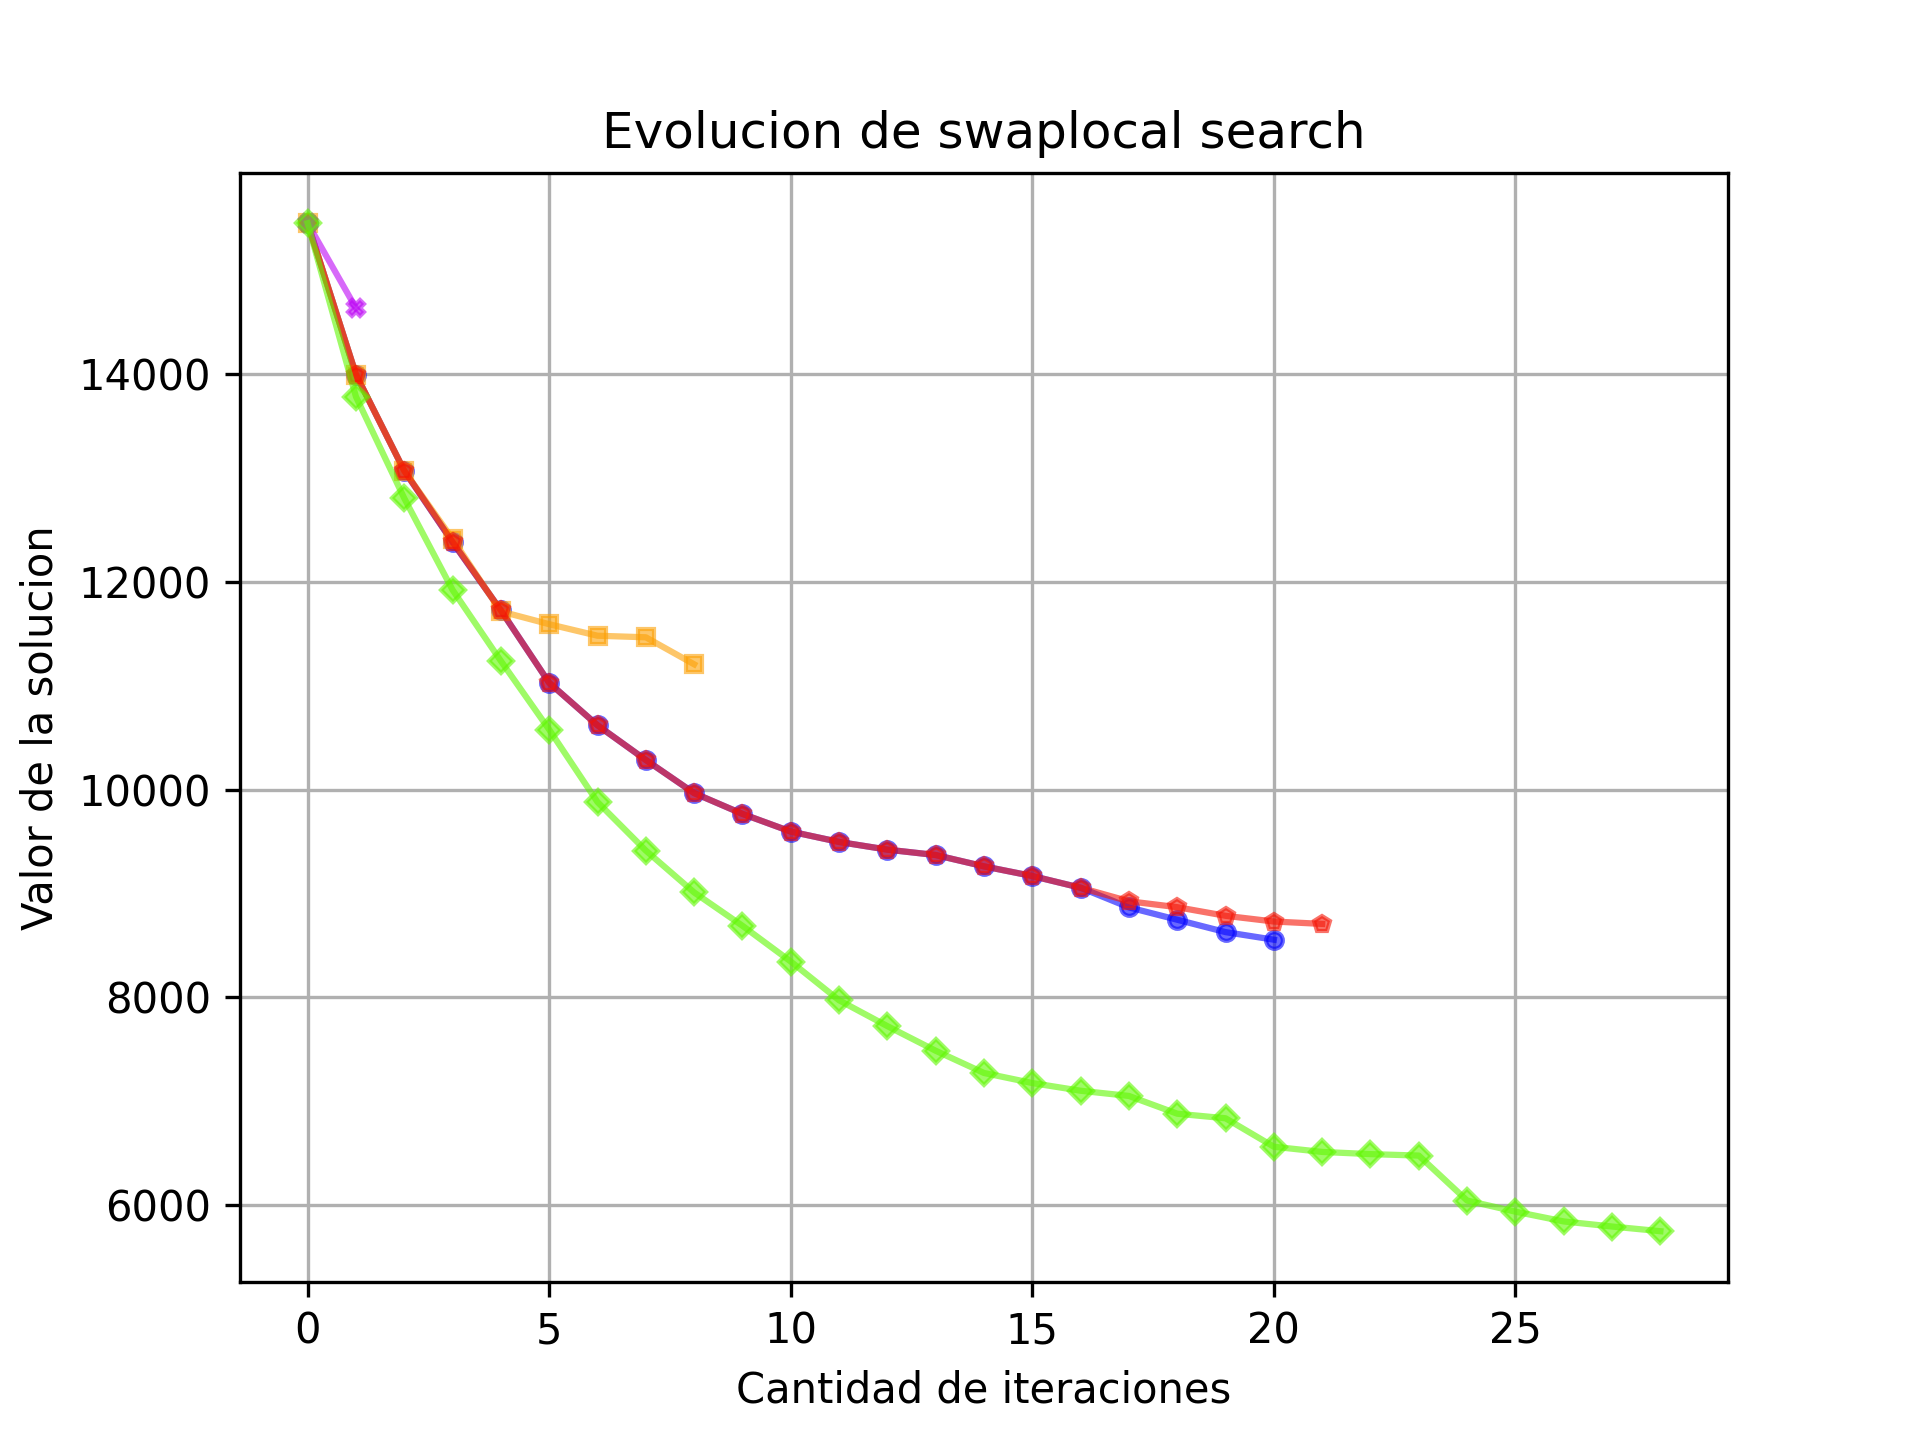 Evolucion de swaplocal search
Valor de la solucion
14000
12000
10000
8000
6000
0 5 10 15 20 25
Cantidad de iteraciones